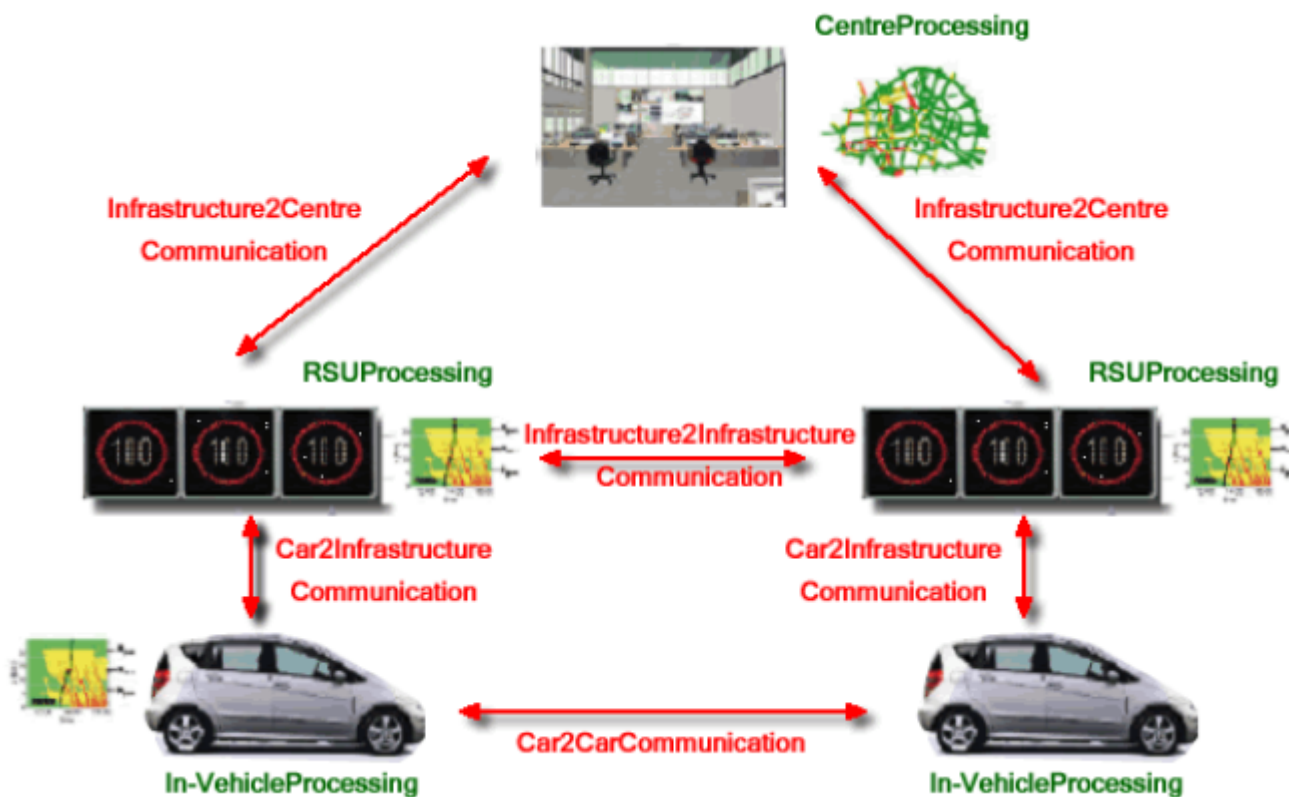 CentreProcessing
Infrastructure2Centre
Communication
Infrastructure2Centre
Communication
RSUProcessing
RSUProcessing
Infrastructure2Infrastructure
Communication
Car2Infrastructure
Communication
Car2Infrastructure
Communication
Car2CarCommunication
In-VehicleProcessing
In-VehicleProcessing